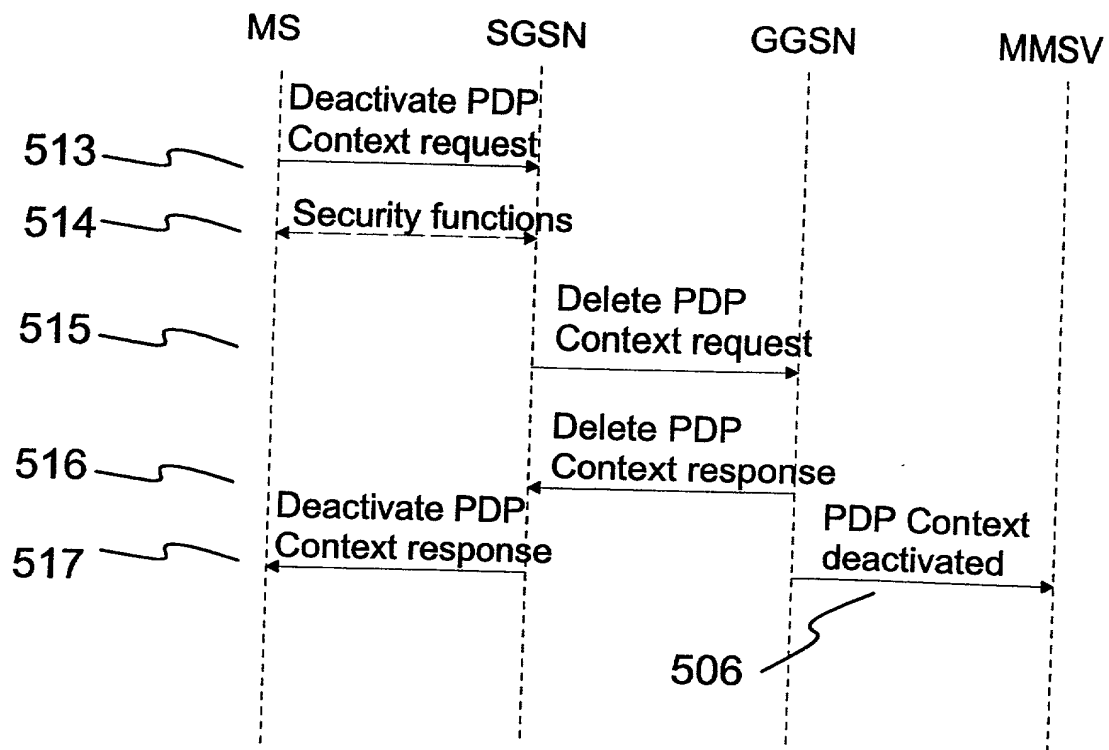 MS SGSN GGSN MMSV
Deactivate PDP
Context request
513
Security functions
514
Delete PDP
Context request
515
Delete PDP
Context response
516
Deactivate PDP
Context response
517
PDP Context
deactivated
506